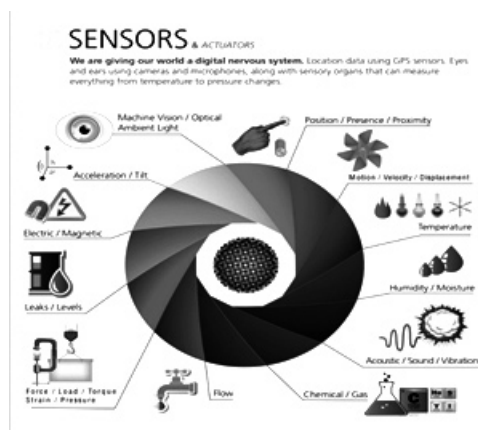 SENSORS & ACTUATORS
We are giving our world a digital nervous system. Location data using GPS sensors. Eyes
and ears using cameras and microphones, along with sensory organs that can measure
everything from temperature to pressure changes.
Machine Vision / Optical
Ambient Light
Position / Presence / Proximity
Acceleration / Tilt
Motion / Velocity / Displacement
Electric / Magnetic
Temperature
Leaks / Levels
Humidity / Moisture
Acoustic / Sound / Vibration
Force / Load / Torque
Strain / Pressure
Flow
Chemical / Gas
C